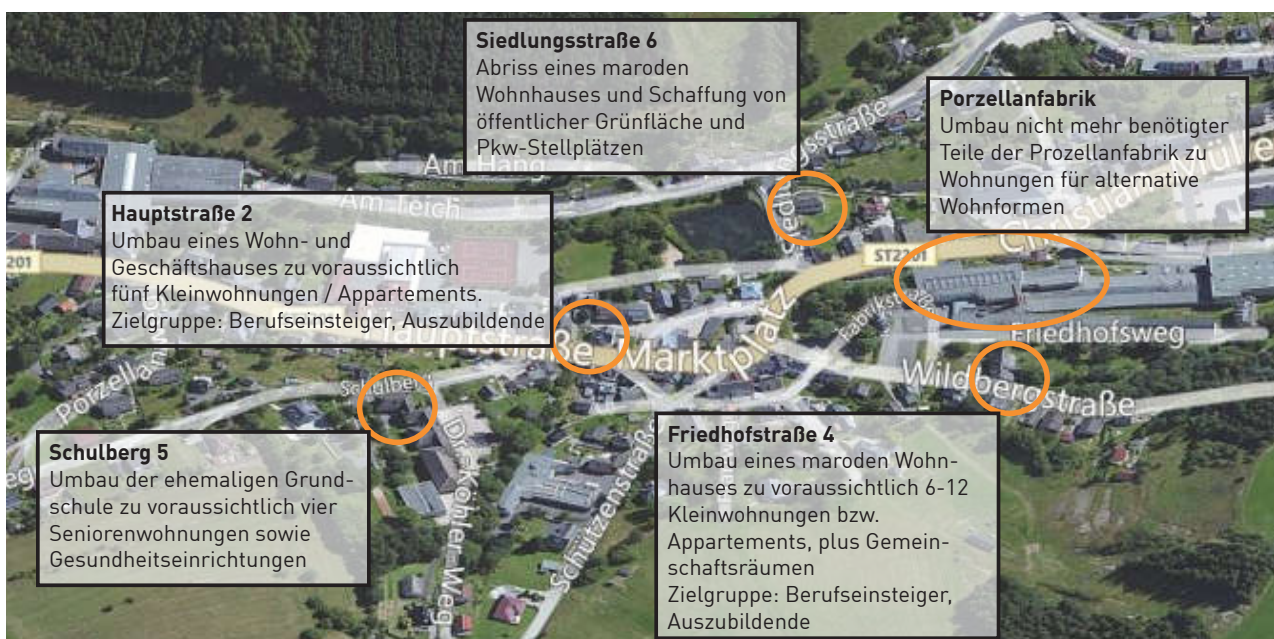 Siedlungsstraße 6
Abriss eines maroden
Wohnhauses und Schaffung von
öffentlicher Grünfläche und
Pkw-Stellplätzen
Porzellanfabrik
Umbau nicht mehr benötigter
Teile der Prozellanfabrik zu
Wohnungen für alternative
Wohnformen
Hauptstraße 2
Umbau eines Wohn- und
Geschäftshauses zu voraussichtlich
fünf Kleinwohnungen / Appartements.
Zielgruppe: Berufseinsteiger, Auszubildende
Schulberg 5
Umbau der ehemaligen Grund-
schule zu voraussichtlich vier
Seniorenwohnungen sowie
Gesundheitseinrichtungen
Friedhofstraße 4
Umbau eines maroden Wohn-
hauses zu voraussichtlich 6-12
Kleinwohnungen bzw.
Appartements, plus Gemein-
schaftsräumen
Zielgruppe: Berufseinsteiger,
Auszubildende
Am Hang
Am Teich
201
ST2201
Marktplatz
Fabrikstraße
Friedhofsweg
Wildbergstraße
Schulberg
Dr.-Köhler-Weg
Schützenstraße